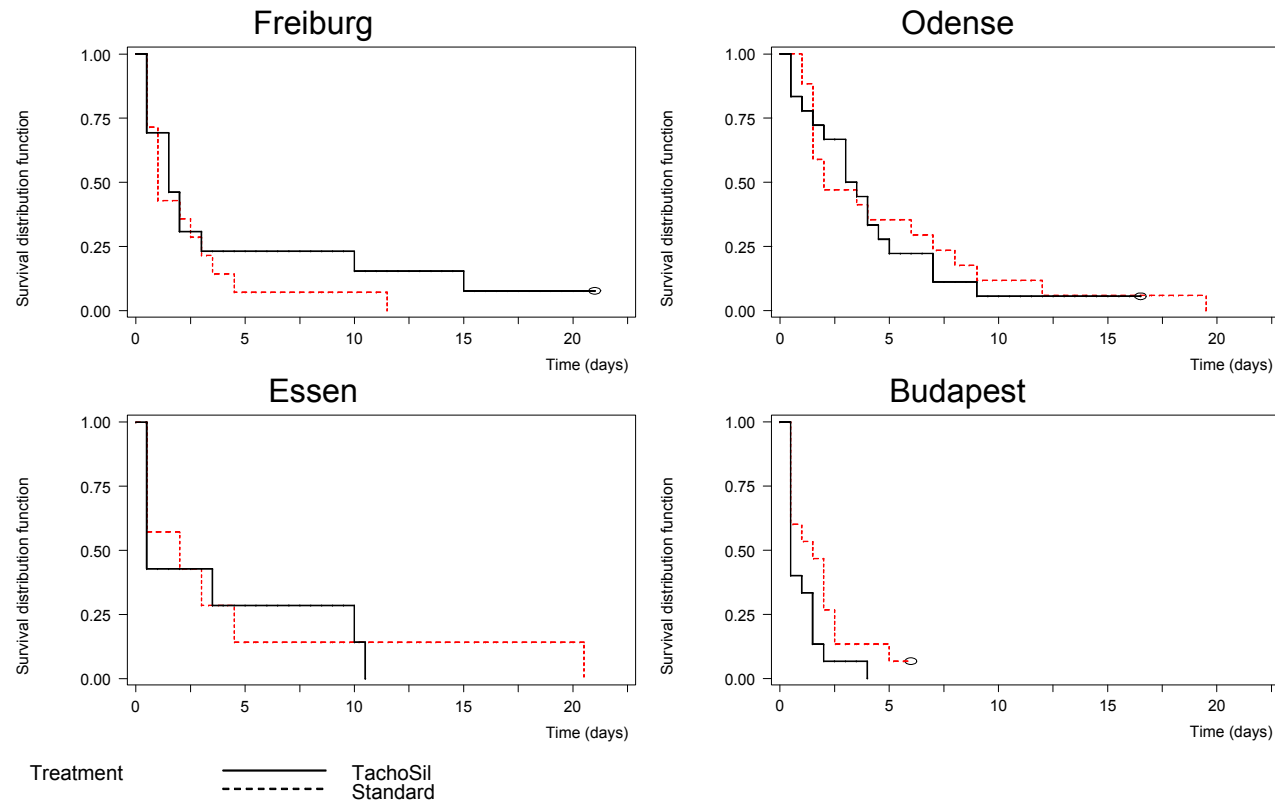 Freiburg
Survival distribution function
1.00
0.75
0.50
0.25
0.00
0 5 10 15 20
Time (days)
Odense
Survival distribution function
1.00
0.75
0.50
0.25
0.00
0 5 10 15 20
Time (days)
Essen
Survival distribution function
1.00
0.75
0.50
0.25
0.00
0 5 10 15 20
Time (days)
Budapest
Survival distribution function
1.00
0.75
0.50
0.25
0.00
0 5 10 15 20
Time (days)
Treatment
TachoSil
Standard